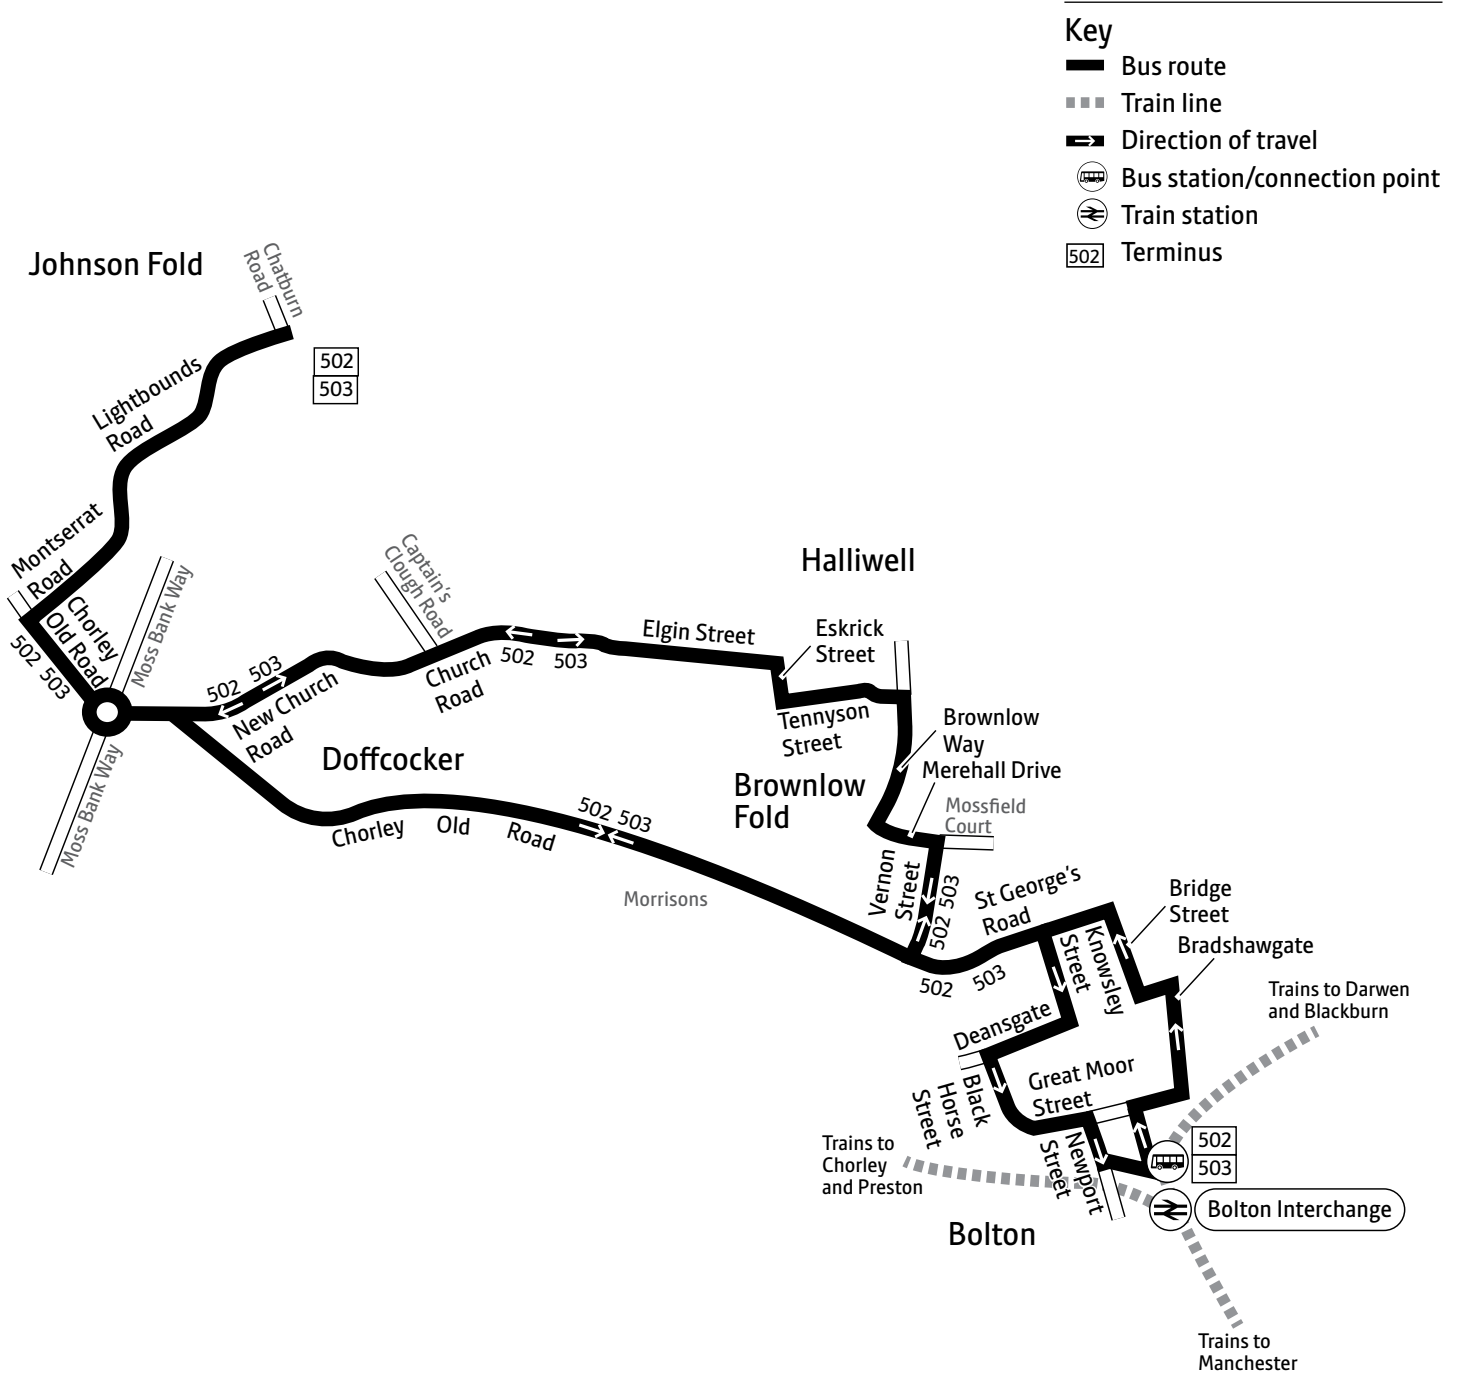 Key
Bus route
Train line
Direction of travel
Bus station/connection point
Train station
502
Terminus
Johnson Fold
Chatburn
Road
502
503
Lightbounds
Road
Montserrat
Road
Chorley
Old Road
502 503
Moss Bank Way
Moss Bank Way
502 503
New Church
Road
Captain's
Clough Road
Church
Road
502
503
Elgin Street
Halliwell
Eskrick
Street
Tennyson
Street
Doffcocker
Brownlow
Fold
Brownlow
Way
Merehall Drive
Mossfield
Court
Chorley Old Road
502 503
Morrisons
Vernon
Street
502 503
St George's
Road
502 503
Knowsley
Street
Bridge
Street
Bradshawgate
Trains to Darwen
and Blackburn
Deansgate
Great Moor
Street
Black
Horse
Street
Newport
Street
Trains to
Chorley
and Preston
502
503
Bolton Interchange
Bolton
Trains to
Manchester